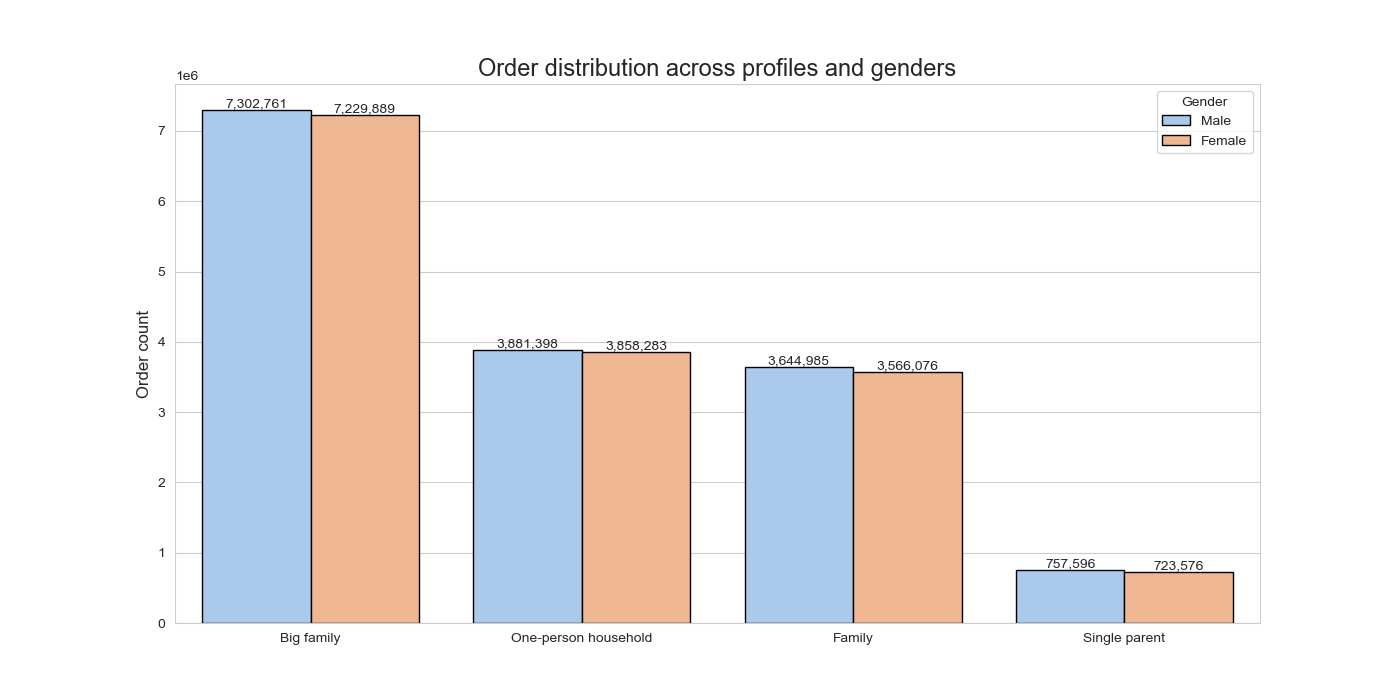 Order distribution across profiles and genders
1e6
7,302,761
7,229,889
3,881,398
3,858,283
3,644,985
3,566,076
757,596
723,576
Gender
Male
Female
Order count
7
6
5
4
3
2
1
0
Big family
One-person household
Family
Single parent